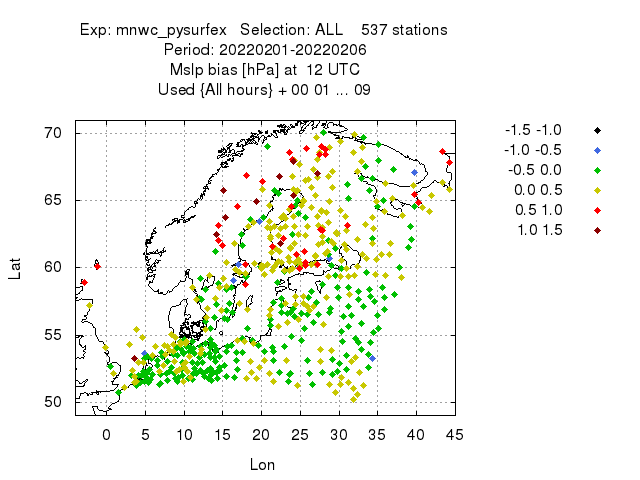 Exp: mnwc_pysurfex   Selection: ALL    537 stations
Period: 20220201-20220206
Mslp bias [hPa] at  12 UTC
Used {All hours} + 00 01 ... 09
70
65
60
55
50
Lat
0 5 10 15 20 25 30 35 40 45
Lon
-1.5 -1.0
-1.0 -0.5
-0.5 0.0
0.0 0.5
0.5 1.0
1.0 1.5